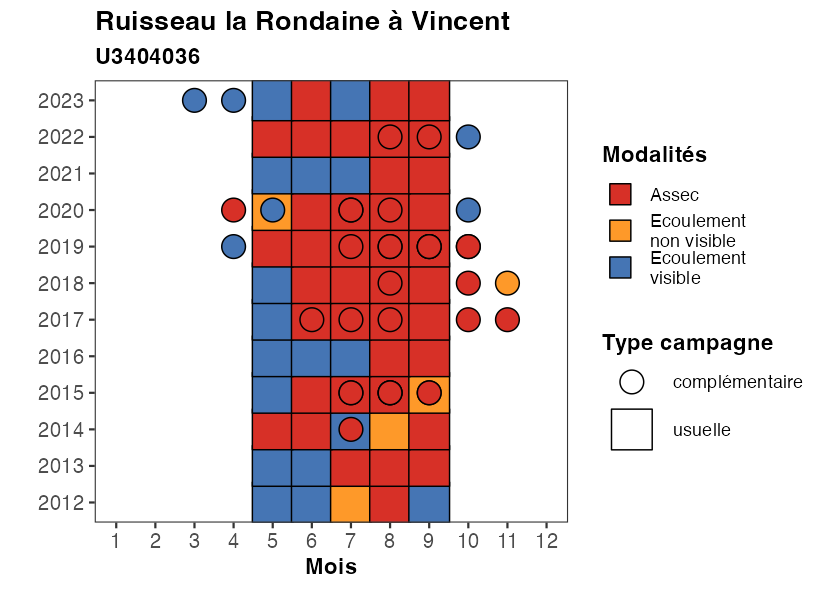 Ruisseau la Rondaine à Vincent
U3404036
2023
2022
2021
2020
2019
2018
2017
2016
2015
2014
2013
2012
1 2 3 4 5 6 7 8 9 10 11 12
Mois
Modalités
Assec
Ecoulement
non visible
Ecoulement
visible
Type campagne
complémentaire
usuelle